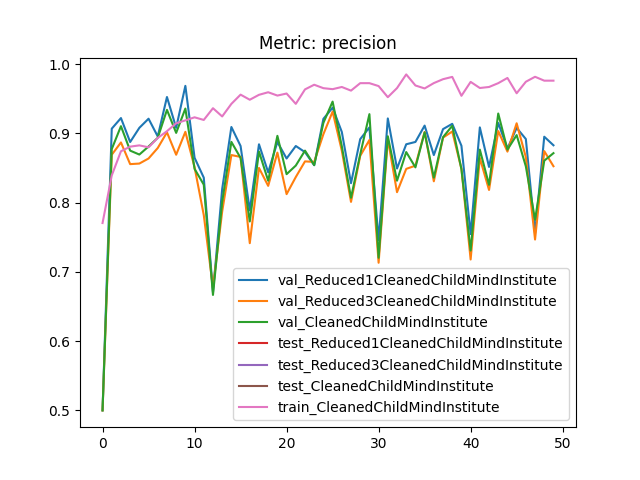 Metric: precision
1.0
0.9
0.8
0.7
0.6
0.5
val_Reduced1CleanedChildMindInstitute
val_Reduced3CleanedChildMindInstitute
val_CleanedChildMindInstitute
test_Reduced1CleanedChildMindInstitute
test_Reduced3CleanedChildMindInstitute
test_CleanedChildMindInstitute
train_CleanedChildMindInstitute
0 10 20 30 40 50